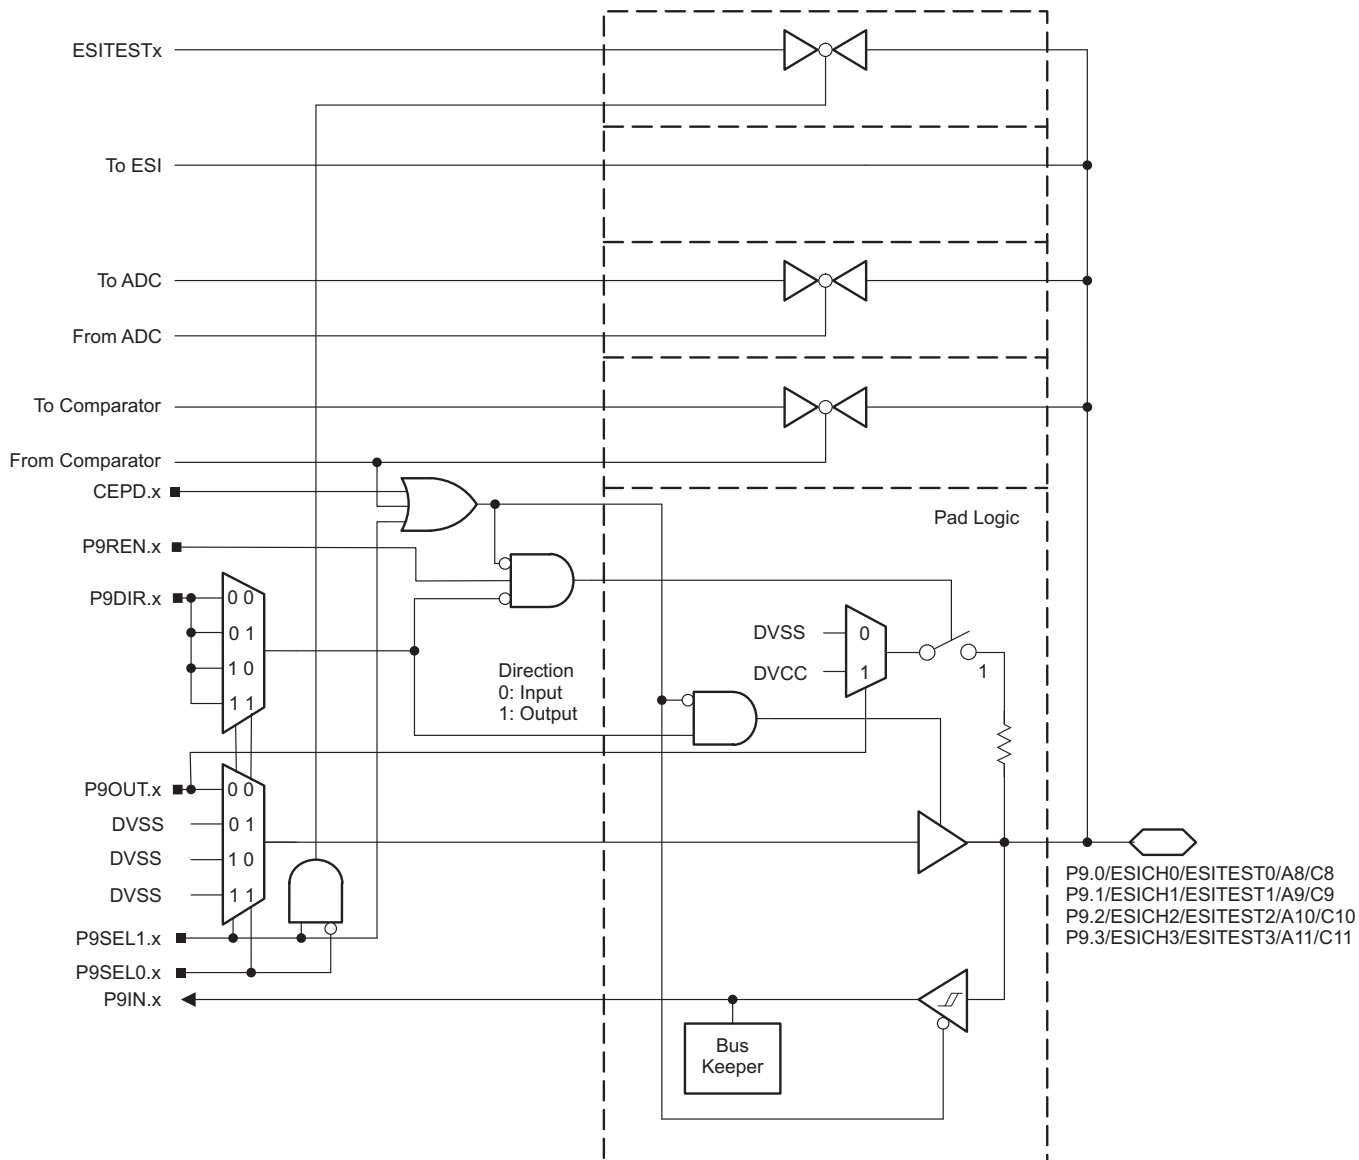 ESITESTx
To ESI
To ADC
From ADC
To Comparator
From Comparator
CEPD.x
Pad Logic
P9REN.x
P9DIR.x
0 0
0 1
1 0
1 1
DVSS
0
DVCC
1
1
Direction
0: Input
1: Output
P9OUT.x
0 0
DVSS
0 1
DVSS
1 0
DVSS
1 1
P9.0/ESICH0/ESITEST0/A8/C8
P9.1/ESICH1/ESITEST1/A9/C9
P9.2/ESICH2/ESITEST2/A10/C10
P9.3/ESICH3/ESITEST3/A11/C11
P9SEL1.x
P9SEL0.x
P9IN.x
Bus
Keeper